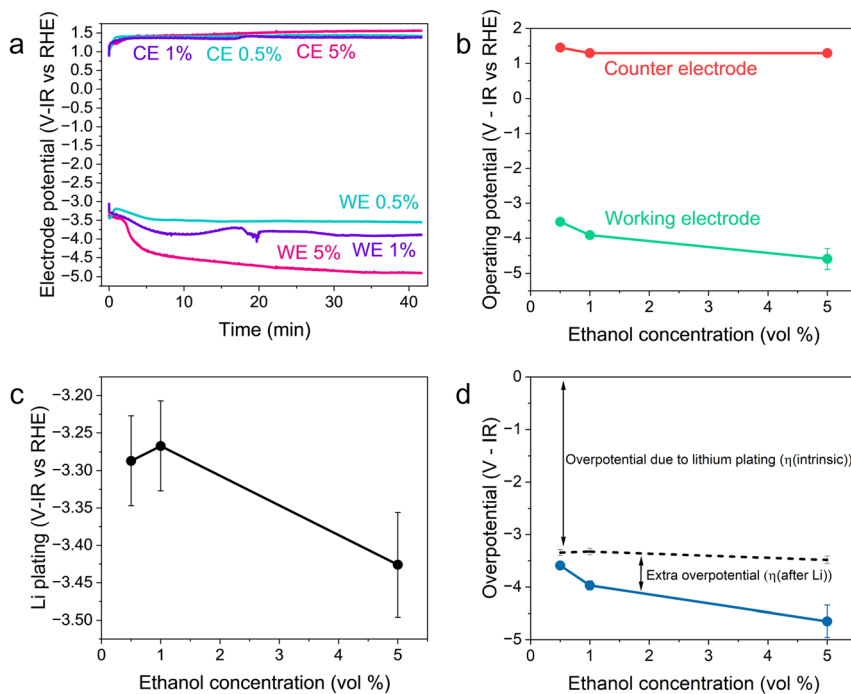 a
Electrode potential (V-IR vs RHE)
1.5
1.0
0.5
0.0
−0.5
−1.0
−1.5
−2.0
−2.5
−3.0
−3.5
−4.0
−4.5
−5.0
CE 1% CE 0.5% CE 5%
WE 0.5%
WE 5% WE 1%
0 10 20 30 40
Time (min)
b
Operating potential (V - IR vs RHE)
2
1
0
−1
−2
−3
−4
−5
Counter electrode
Working electrode
0 1 2 3 4 5
Ethanol concentration (vol %)
c
Li plating (V-IR vs RHE)
−3.20
−3.25
−3.30
−3.35
−3.40
−3.45
−3.50
0 1 2 3 4 5
Ethanol concentration (vol %)
d
Overpotential (V - IR)
0
−1
−2
−3
−4
−5
Overpotential due to lithium plating (η(intrinsic))
Extra overpotential (η(after Li))
0 1 2 3 4 5
Ethanol concentration (vol %)